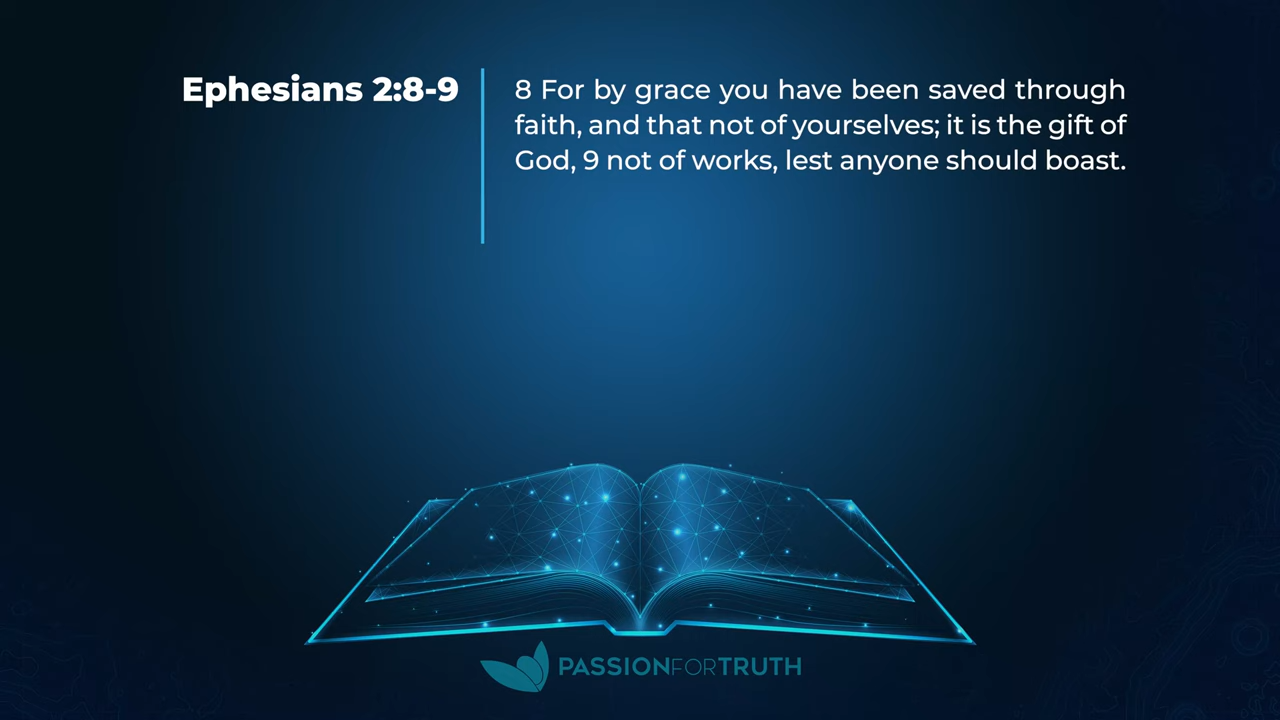 Ephesians 2:8-9
8 For by grace you have been saved through
faith, and that not of yourselves; it is the gift of
God, 9 not of works, lest anyone should boast.
PASSIONFORTRUTH